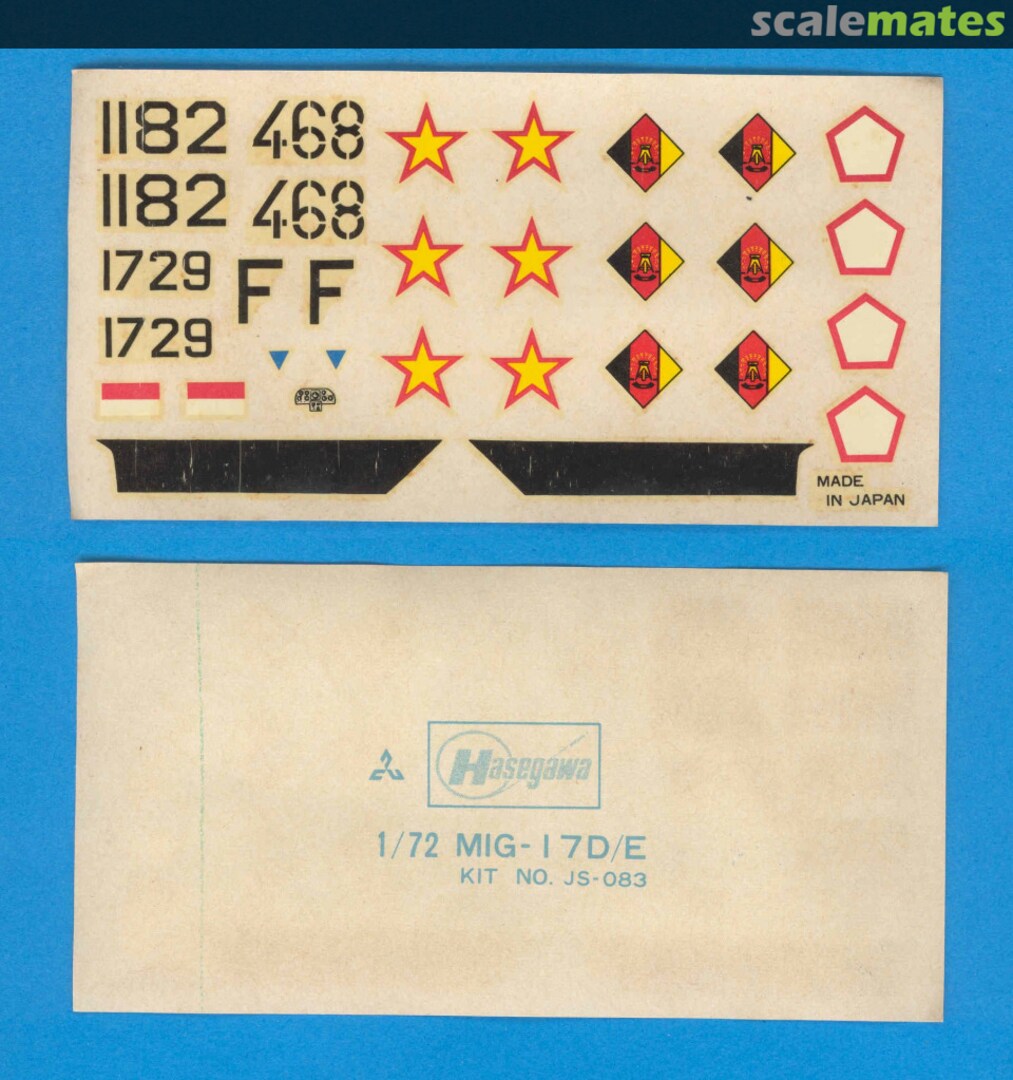 scalemates
1182 468
1182 468
1729
F F
1729
MADE
IN JAPAN
Hasegawa
1/72 MIG-17D/E
KIT NO. JS-083